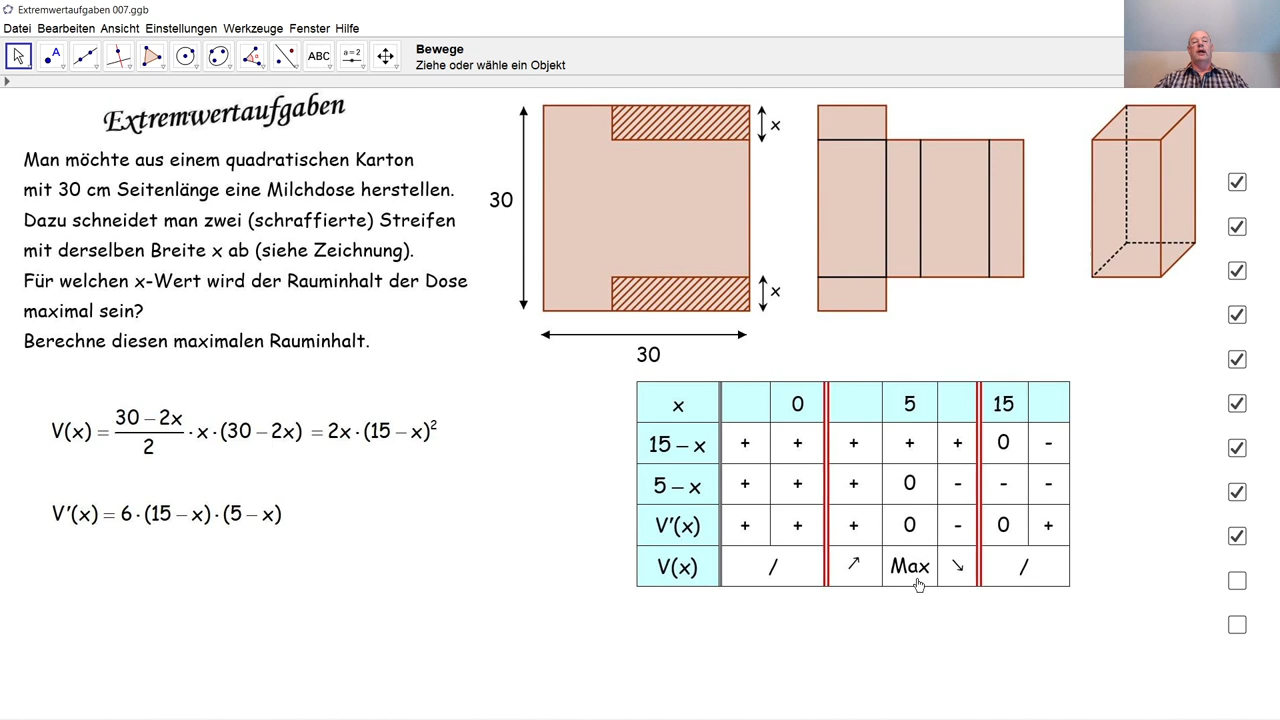 Extremwertaufgaben 007.ggb
Datei Bearbeiten Ansicht Einstellungen Werkzeuge Fenster Hilfe
A
ABC
a=2
Bewege
Ziehe oder wähle ein Objekt
Extremwertaufgaben
Man möchte aus einem quadratischen Karton
mit 30 cm Seitenlänge eine Milchdose herstellen.
Dazu schneidet man zwei (schraffierte) Streifen
mit derselben Breite x ab (siehe Zeichnung).
Für welchen x-Wert wird der Rauminhalt der Dose
maximal sein?
Berechne diesen maximalen Rauminhalt.
x
30
x
30
V(x) = (30 – 2x)/2 · x · (30 – 2x) = 2x · (15 – x)²
V'(x) = 6 · (15 – x) · (5 – x)
x 0 5 15
15 – x + + + + + 0 -
5 – x + + + 0 - - -
V'(x) + + + 0 - 0 +
V(x) / ↗ Max ↘ /